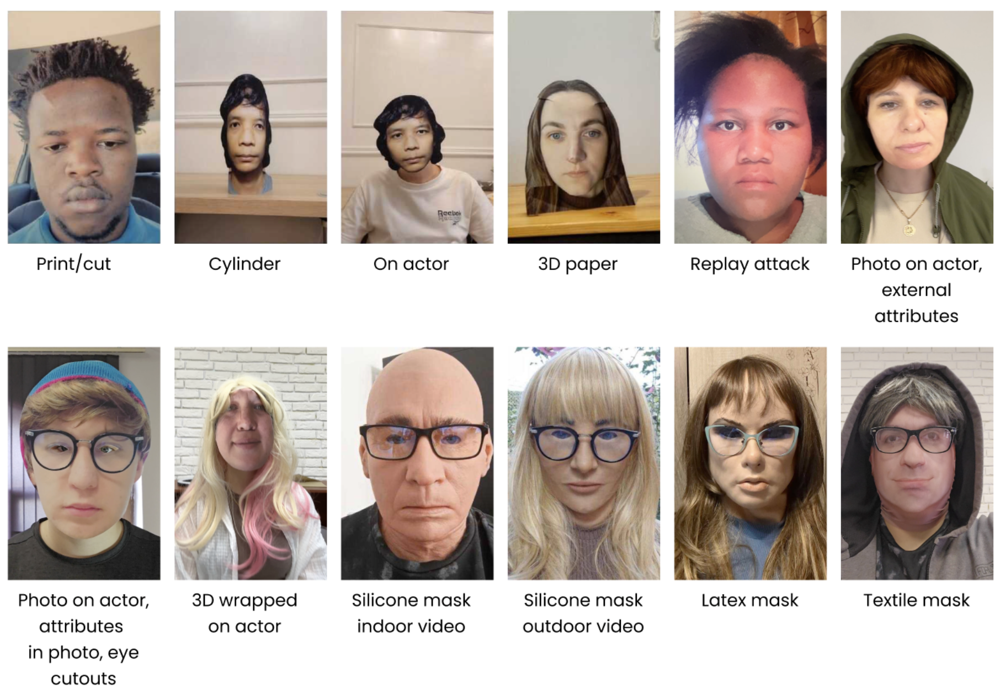 Reebok
Print/cut
Cylinder
On actor
3D paper
Replay attack
Photo on actor,
external
attributes
Photo on actor,
attributes
in photo, eye
cutouts
3D wrapped
on actor
Silicone mask
indoor video
Silicone mask
outdoor video
Latex mask
Textile mask